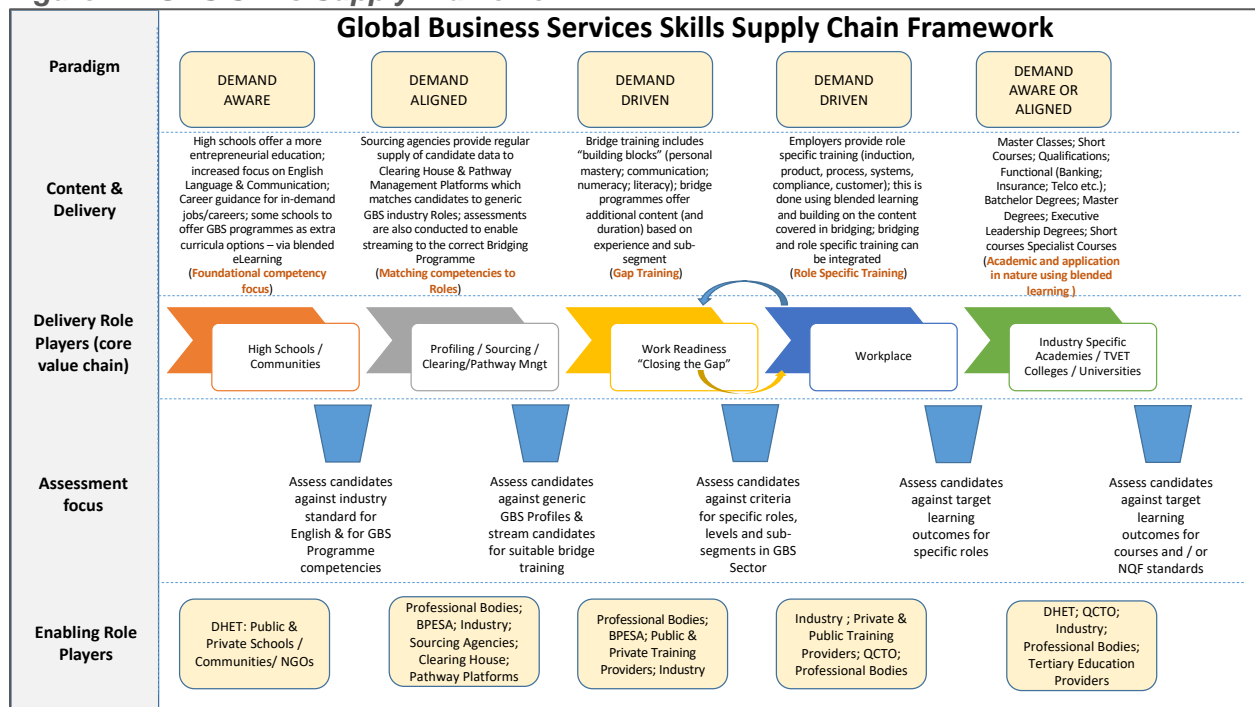 Global Business Services Skills Supply Chain Framework
Paradigm
DEMAND
AWARE
DEMAND
ALIGNED
DEMAND
DRIVEN
DEMAND
DRIVEN
DEMAND
AWARE OR
ALIGNED
Content &
Delivery
High schools offer a more
entrepreneurial education;
increased focus on English
Language & Communication;
Career guidance for in-demand
jobs/careers; some schools to
offer GBS programmes as extra
curricula options – via blended
eLearning
(Foundational competency
focus)
Sourcing agencies provide regular
supply of candidate data to
Clearing House & Pathway
Management Platforms which
matches candidates to generic
GBS industry Roles; assessments
are also conducted to enable
streaming to the correct Bridging
Programme
(Matching competencies to
Roles)
Bridge training includes
“building blocks” (personal
mastery; communication;
numeracy; literacy); bridge
programmes offer
additional content (and
duration) based on
experience and sub-
segment
(Gap Training)
Employers provide role
specific training (induction,
product, process, systems,
compliance, customer); this is
done using blended learning
and building on the content
covered in bridging; bridging
and role specific training can
be integrated
(Role Specific Training)
Master Classes; Short
Courses; Qualifications;
Functional (Banking;
Insurance; Telco etc.);
Batchelor Degrees; Master
Degrees; Executive
Leadership Degrees; Short
courses Specialist Courses
(Academic and application
in nature using blended
learning )
Delivery Role
Players (core
value chain)
High Schools /
Communities
Profiling / Sourcing /
Clearing/Pathway Mngt
Work Readiness
“Closing the Gap”
Workplace
Industry Specific
Academies / TVET
Colleges / Universities
Assessment
focus
Assess candidates
against industry
standard for
English & for GBS
Programme
competencies
Assess candidates
against generic
GBS Profiles &
stream candidates
for suitable bridge
training
Assess candidates
against criteria
for specific roles,
levels and sub-
segments in GBS
Sector
Assess candidates
against target
learning
outcomes for
specific roles
Assess candidates
against target
learning
outcomes for
courses and / or
NQF standards
Enabling Role
Players
DHET: Public &
Private Schools /
Communities/ NGOs
Professional Bodies;
BPESA; Industry;
Sourcing Agencies;
Clearing House;
Pathway Platforms
Professional Bodies;
BPESA; Public &
Private Training
Providers; Industry
Industry ; Private &
Public Training
Providers; QCTO;
Professional Bodies
DHET; QCTO;
Industry;
Professional Bodies;
Tertiary Education
Providers